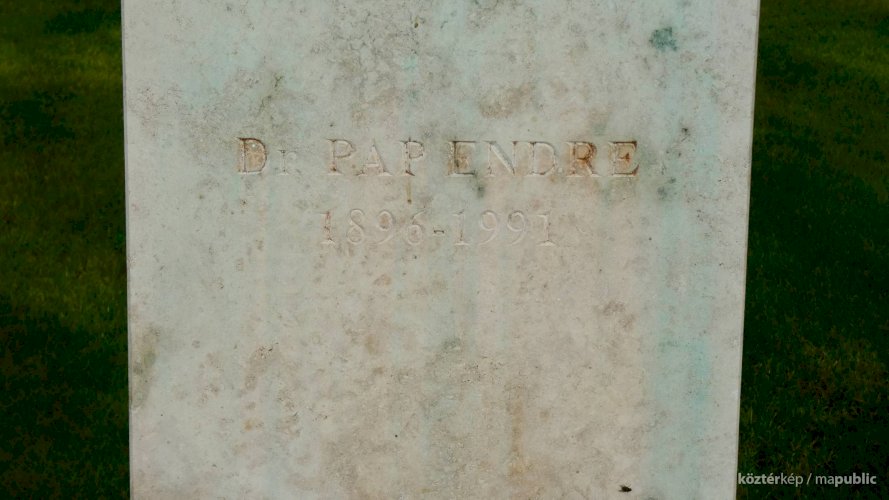 Dr PAP ENDRE
1896-1991
köztérkép / mapublic